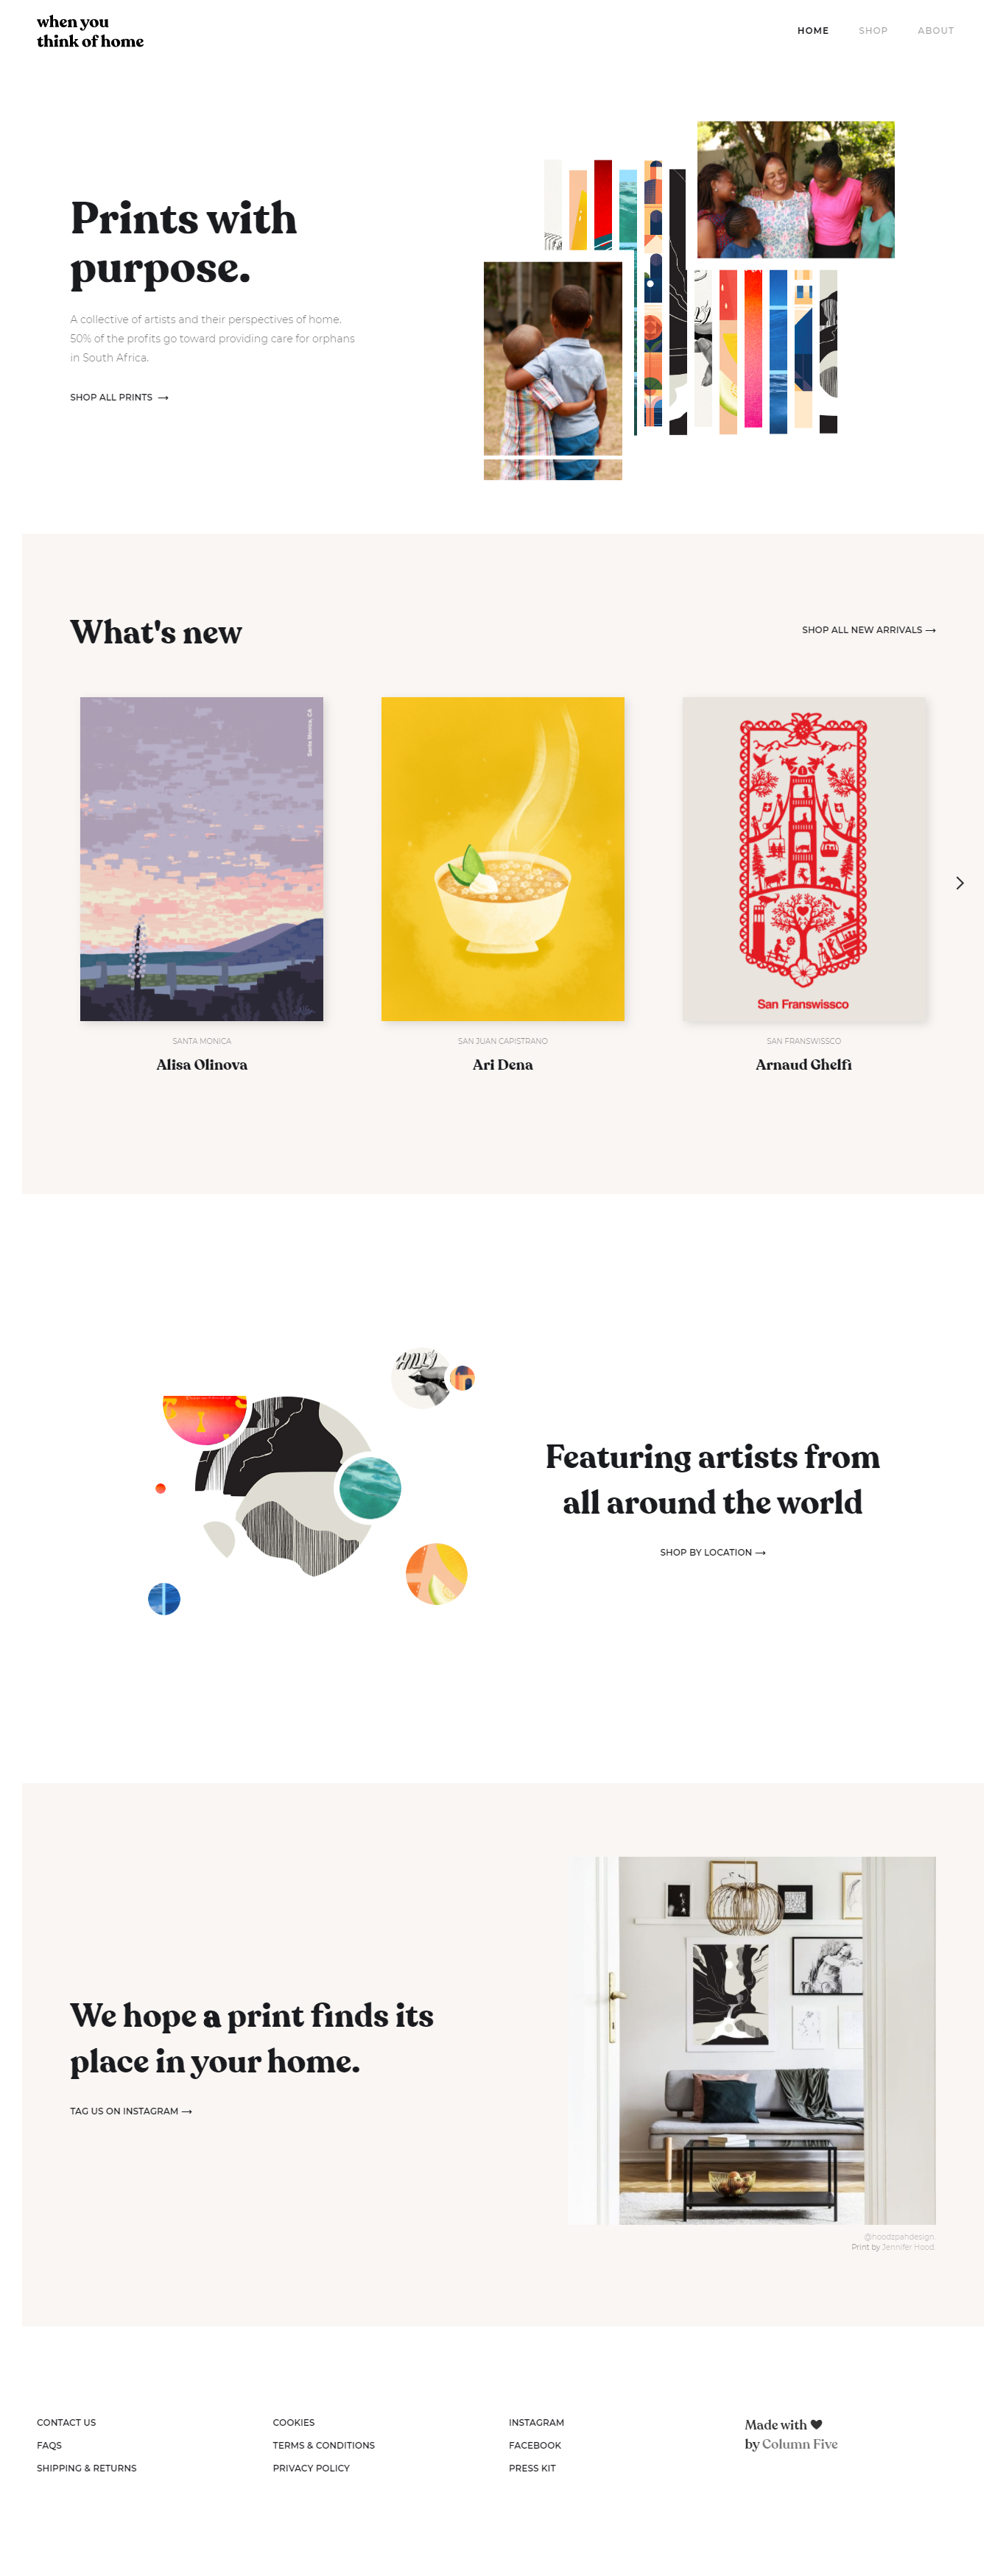 when you
think of home
HOME
SHOP
ABOUT
Prints with
purpose.
A collective of artists and their perspectives of home.
50% of the profits go toward providing care for orphans
in South Africa.
SHOP ALL PRINTS →
What's new
SHOP ALL NEW ARRIVALS →
Santa Monica, CA
San Franswissco
SANTA MONICA
Alisa Olinova
SAN JUAN CAPISTRANO
Ari Dena
SAN FRANSWISSCO
Arnaud Ghelfi
HILLS
Featuring artists from
all around the world
SHOP BY LOCATION →
We hope a print finds its
place in your home.
TAG US ON INSTAGRAM →
@hoodzpahdesign.
Print by Jennifer Hood.
CONTACT US
FAQS
SHIPPING & RETURNS
COOKIES
TERMS & CONDITIONS
PRIVACY POLICY
INSTAGRAM
FACEBOOK
PRESS KIT
Made with ♥
by Column Five